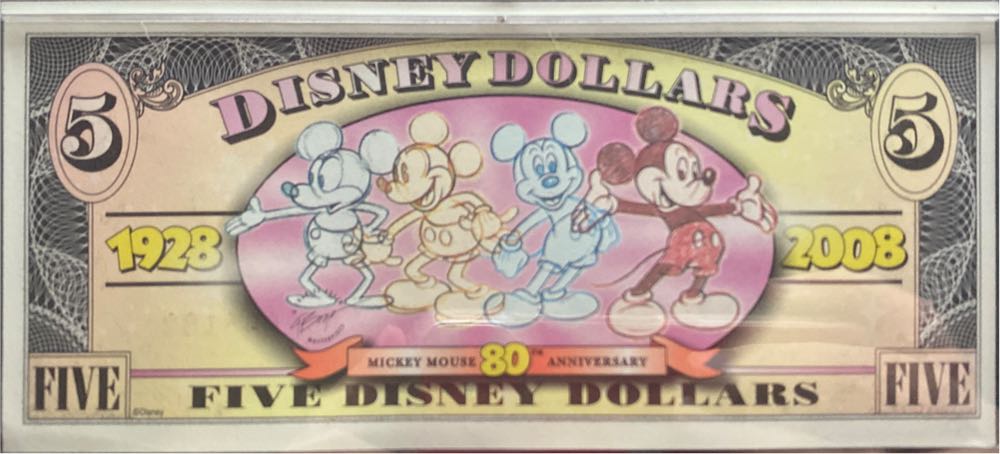 DISNEY DOLLARS
5 5
1928 2008
MICKEY MOUSE 80TH ANNIVERSARY
FIVE FIVE DISNEY DOLLARS FIVE
©Disney